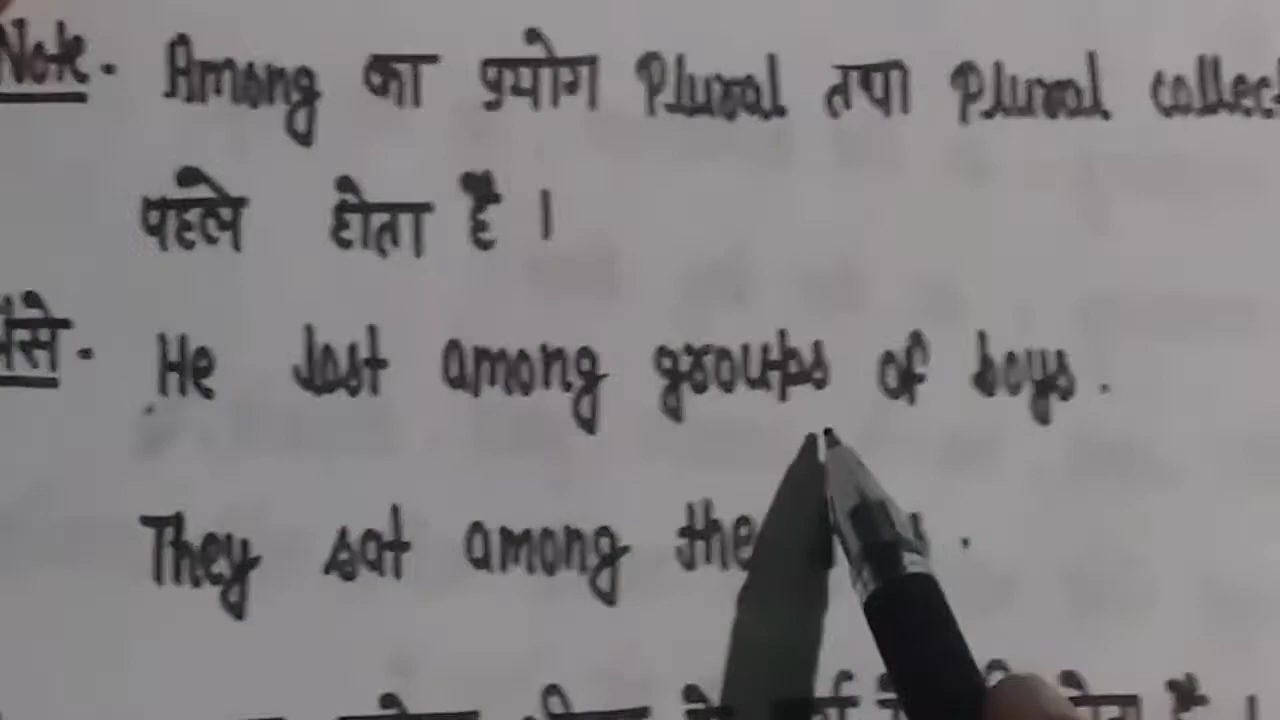 Note- Among का प्रयोग Plural तथा Plural collect
पहले होता है ।
जैसे- He lost among groups of boys.
They sat among the